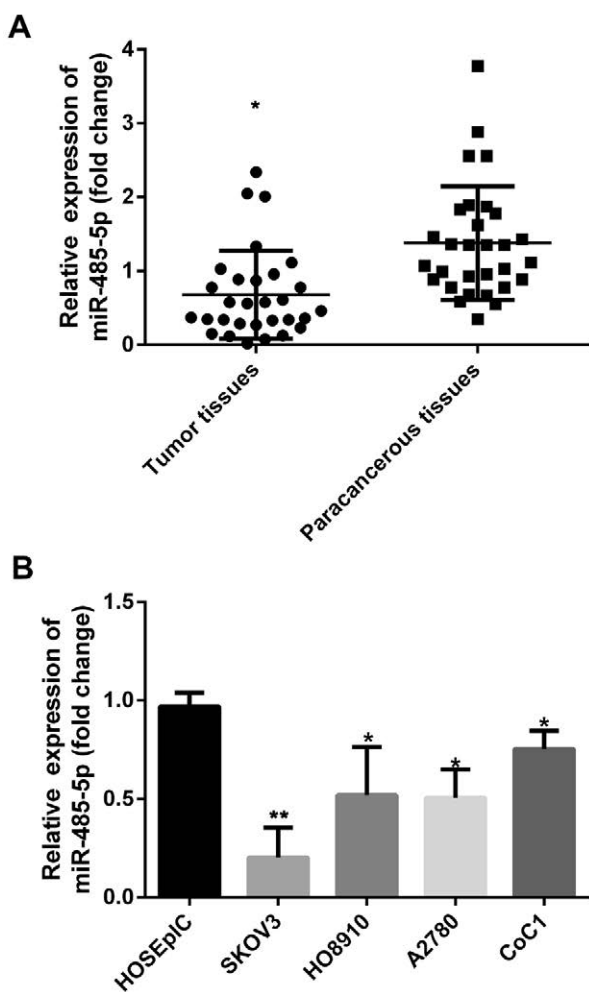 A
Relative expression of
miR-485-5p (fold change)
4
3
2
1
0
*
Tumor tissues
Paracancerous tissues
B
Relative expression of
miR-485-5p (fold change)
1.5
1.0
0.5
0.0
**
*
*
*
HOSEpIC
SKOV3
HO8910
A2780
CoC1